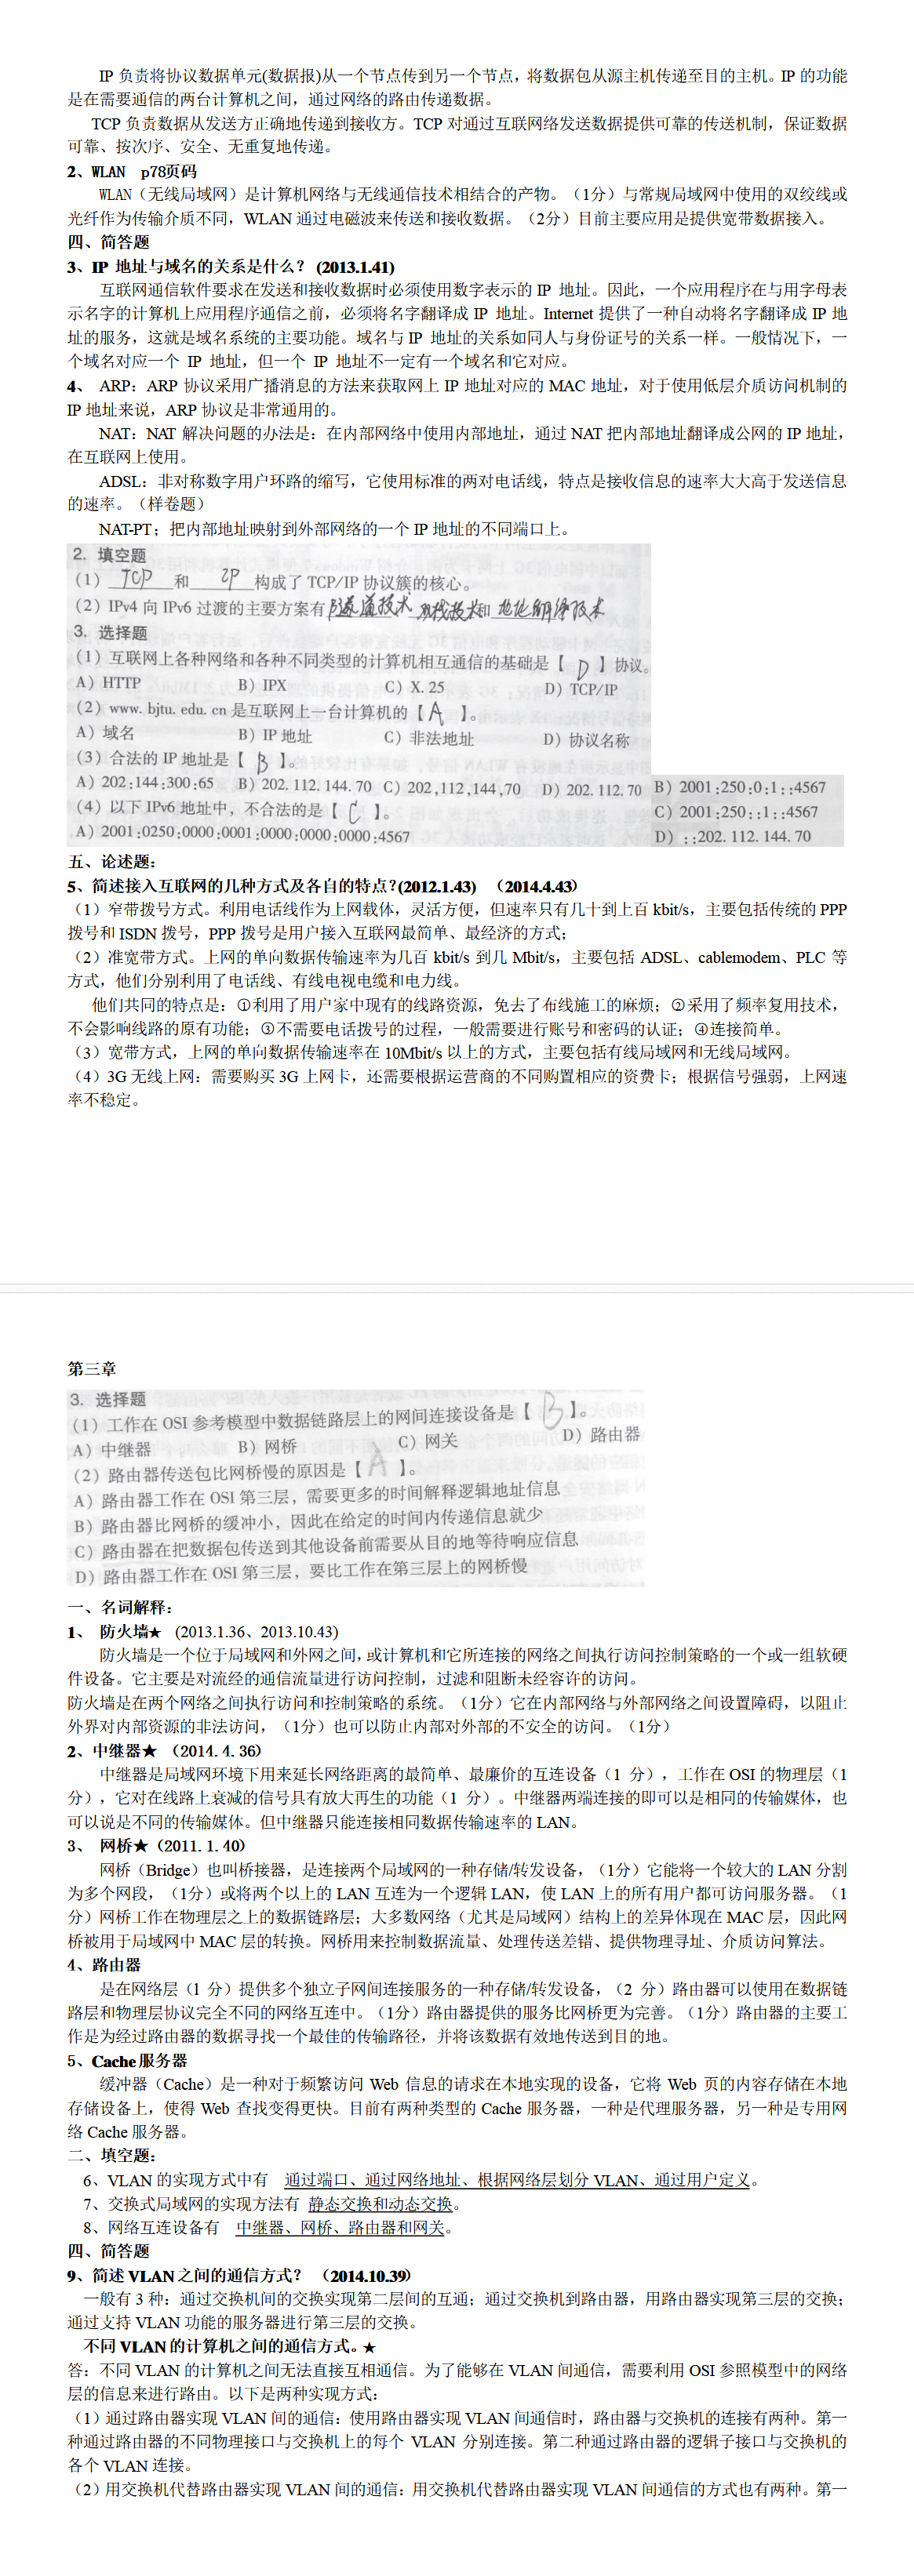 IP 负责将协议数据单元(数据报)从一个节点传到另一个节点，将数据包从源主机传递至目的主机。IP 的功能
是在需要通信的两台计算机之间，通过网络的路由传递数据。
TCP 负责数据从发送方正确地传递到接收方。TCP 对通过互联网络发送数据提供可靠的传送机制，保证数据
可靠、按次序、安全、无重复地传递。
2、WLAN p78页码
WLAN（无线局域网）是计算机网络与无线通信技术相结合的产物。（1分）与常规局域网中使用的双绞线或
光纤作为传输介质不同，WLAN 通过电磁波来传送和接收数据。（2分）目前主要应用是提供宽带数据接入。
四、简答题
3、IP 地址与域名的关系是什么？ (2013.1.41)
互联网通信软件要求在发送和接收数据时必须使用数字表示的 IP 地址。因此，一个应用程序在与用字母表
示名字的计算机上应用程序通信之前，必须将名字翻译成 IP 地址。Internet 提供了一种自动将名字翻译成 IP 地
址的服务，这就是域名系统的主要功能。域名与 IP 地址的关系如同人与身份证号的关系一样。一般情况下，一
个域名对应一个 IP 地址，但一个 IP 地址不一定有一个域名和它对应。
4、 ARP：ARP 协议采用广播消息的方法来获取网上 IP 地址对应的 MAC 地址，对于使用低层介质访问机制的
IP 地址来说，ARP 协议是非常通用的。
NAT：NAT 解决问题的办法是：在内部网络中使用内部地址，通过 NAT 把内部地址翻译成公网的 IP 地址，
在互联网上使用。
ADSL：非对称数字用户环路的缩写，它使用标准的两对电话线，特点是接收信息的速率大大高于发送信息
的速率。（样卷题）
NAT-PT；把内部地址映射到外部网络的一个 IP 地址的不同端口上。
2. 填空题
(1) TCP 和 IP 构成了 TCP/IP 协议簇的核心。
(2) IPv4 向 IPv6 过渡的主要方案有 隧道技术 双栈技术 和 地址翻译技术
3. 选择题
(1) 互联网上各种网络和各种不同类型的计算机相互通信的基础是【 D 】协议。
A) HTTP B) IPX C) X. 25 D) TCP/IP
(2) www. bjtu. edu. cn 是互联网上一台计算机的【 A 】。
A) 域名 B) IP 地址 C) 非法地址 D) 协议名称
(3) 合法的 IP 地址是【 B 】。
A) 202:144:300:65 B) 202. 112. 144. 70 C) 202,112,144,70 D) 202. 112. 70
(4) 以下 IPv6 地址中，不合法的是【 C 】。
A) 2001:0250:0000:0001:0000:0000:0000:4567
B) 2001:250:0:1::4567
C) 2001:250::1::4567
D) ::202. 112. 144. 70
五、论述题：
5、简述接入互联网的几种方式及各自的特点？(2012.1.43) （2014.4.43）
（1）窄带拨号方式。利用电话线作为上网载体，灵活方便，但速率只有几十到上百 kbit/s，主要包括传统的 PPP
拨号和 ISDN 拨号，PPP 拨号是用户接入互联网最简单、最经济的方式；
（2）准宽带方式。上网的单向数据传输速率为几百 kbit/s 到几 Mbit/s，主要包括 ADSL、cablemodem、PLC 等
方式，他们分别利用了电话线、有线电视电缆和电力线。
他们共同的特点是：①利用了用户家中现有的线路资源，免去了布线施工的麻烦；②采用了频率复用技术，
不会影响线路的原有功能；③不需要电话拨号的过程，一般需要进行账号和密码的认证；④连接简单。
（3）宽带方式，上网的单向数据传输速率在 10Mbit/s 以上的方式，主要包括有线局域网和无线局域网。
（4）3G 无线上网：需要购买 3G 上网卡，还需要根据运营商的不同购置相应的资费卡；根据信号强弱，上网速
率不稳定。
第三章
3. 选择题
(1) 工作在 OSI 参考模型中数据链路层上的网间连接设备是【 B 】。
A) 中继器 B) 网桥 C) 网关 D) 路由器
(2) 路由器传送包比网桥慢的原因是【 A 】。
A) 路由器工作在 OSI 第三层，需要更多的时间解释逻辑地址信息
B) 路由器比网桥的缓冲小，因此在给定的时间内传递信息就少
C) 路由器在把数据包传送到其他设备前需要从目的地等待响应信息
D) 路由器工作在 OSI 第三层，要比工作在第三层上的网桥慢
一、名词解释：
1、 防火墙★ (2013.1.36、2013.10.43)
防火墙是一个位于局域网和外网之间，或计算机和它所连接的网络之间执行访问控制策略的一个或一组软硬
件设备。它主要是对流经的通信流量进行访问控制，过滤和阻断未经容许的访问。
防火墙是在两个网络之间执行访问和控制策略的系统。（1分）它在内部网络与外部网络之间设置障碍，以阻止
外界对内部资源的非法访问，（1分）也可以防止内部对外部的不安全的访问。（1分）
2、中继器★ （2014. 4. 36）
中继器是局域网环境下用来延长网络距离的最简单、最廉价的互连设备（1 分），工作在 OSI 的物理层（1
分），它对在线路上衰减的信号具有放大再生的功能（1 分）。中继器两端连接的即可以是相同的传输媒体，也
可以说是不同的传输媒体。但中继器只能连接相同数据传输速率的 LAN。
3、 网桥★（2011. 1. 40）
网桥（Bridge）也叫桥接器，是连接两个局域网的一种存储/转发设备，（1分）它能将一个较大的 LAN 分割
为多个网段，（1分）或将两个以上的 LAN 互连为一个逻辑 LAN，使 LAN 上的所有用户都可访问服务器。（1
分）网桥工作在物理层之上的数据链路层；大多数网络（尤其是局域网）结构上的差异体现在 MAC 层，因此网
桥被用于局域网中 MAC 层的转换。网桥用来控制数据流量、处理传送差错、提供物理寻址、介质访问算法。
4、路由器
是在网络层（1 分）提供多个独立子网间连接服务的一种存储/转发设备，（2 分）路由器可以使用在数据链
路层和物理层协议完全不同的网络互连中。（1分）路由器提供的服务比网桥更为完善。（1分）路由器的主要工
作是为经过路由器的数据寻找一个最佳的传输路径，并将该数据有效地传送到目的地。
5、Cache 服务器
缓冲器（Cache）是一种对于频繁访问 Web 信息的请求在本地实现的设备，它将 Web 页的内容存储在本地
存储设备上，使得 Web 查找变得更快。目前有两种类型的 Cache 服务器，一种是代理服务器，另一种是专用网
络 Cache 服务器。
二、填空题：
6、VLAN 的实现方式中有 通过端口、通过网络地址、根据网络层划分 VLAN、通过用户定义。
7、交换式局域网的实现方法有 静态交换和动态交换。
8、网络互连设备有 中继器、网桥、路由器和网关。
四、简答题
9、简述 VLAN 之间的通信方式？ （2014.10.39）
一般有 3 种：通过交换机间的交换实现第二层间的互通；通过交换机到路由器，用路由器实现第三层的交换；
通过支持 VLAN 功能的服务器进行第三层的交换。
不同 VLAN 的计算机之间的通信方式。★
答：不同 VLAN 的计算机之间无法直接互相通信。为了能够在 VLAN 间通信，需要利用 OSI 参照模型中的网络
层的信息来进行路由。以下是两种实现方式：
（1）通过路由器实现 VLAN 间的通信：使用路由器实现 VLAN 间通信时，路由器与交换机的连接有两种。第一
种通过路由器的不同物理接口与交换机上的每个 VLAN 分别连接。第二种通过路由器的逻辑子接口与交换机的
各个 VLAN 连接。
（2）用交换机代替路由器实现 VLAN 间的通信：用交换机代替路由器实现 VLAN 间通信的方式也有两种。第一